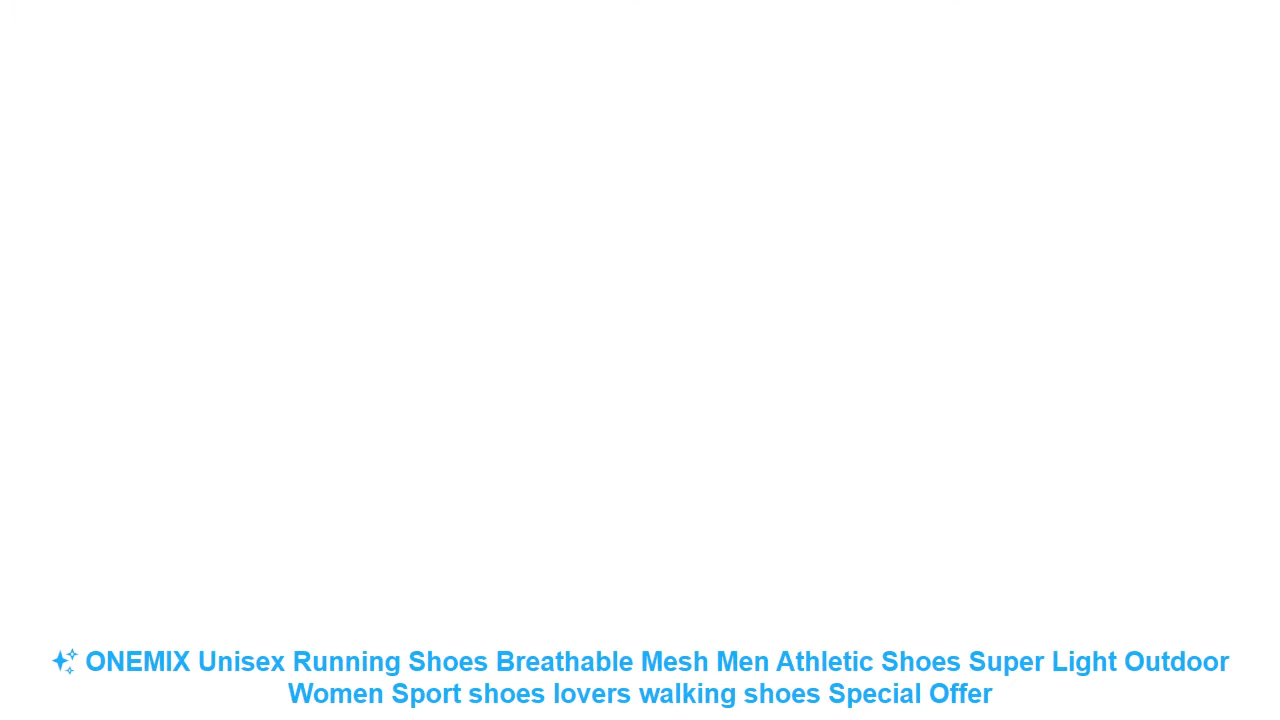 ✨ ONEMIX Unisex Running Shoes Breathable Mesh Men Athletic Shoes Super Light Outdoor
Women Sport shoes lovers walking shoes Special Offer